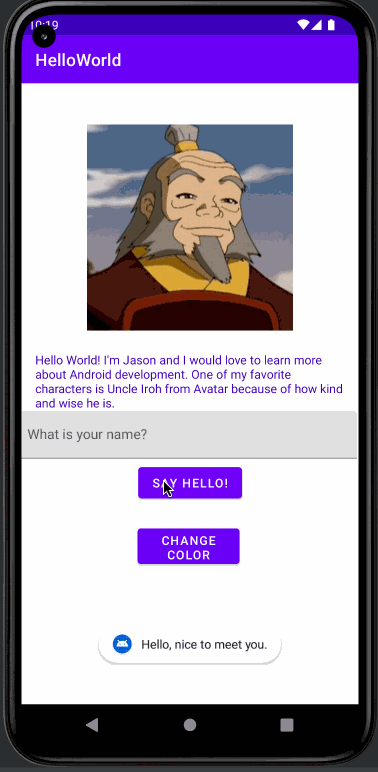 10:19
HelloWorld
Hello World! I'm Jason and I would love to learn more
about Android development. One of my favorite
characters is Uncle Iroh from Avatar because of how kind
and wise he is.
What is your name?
SAY HELLO!
CHANGE
COLOR
Hello, nice to meet you.